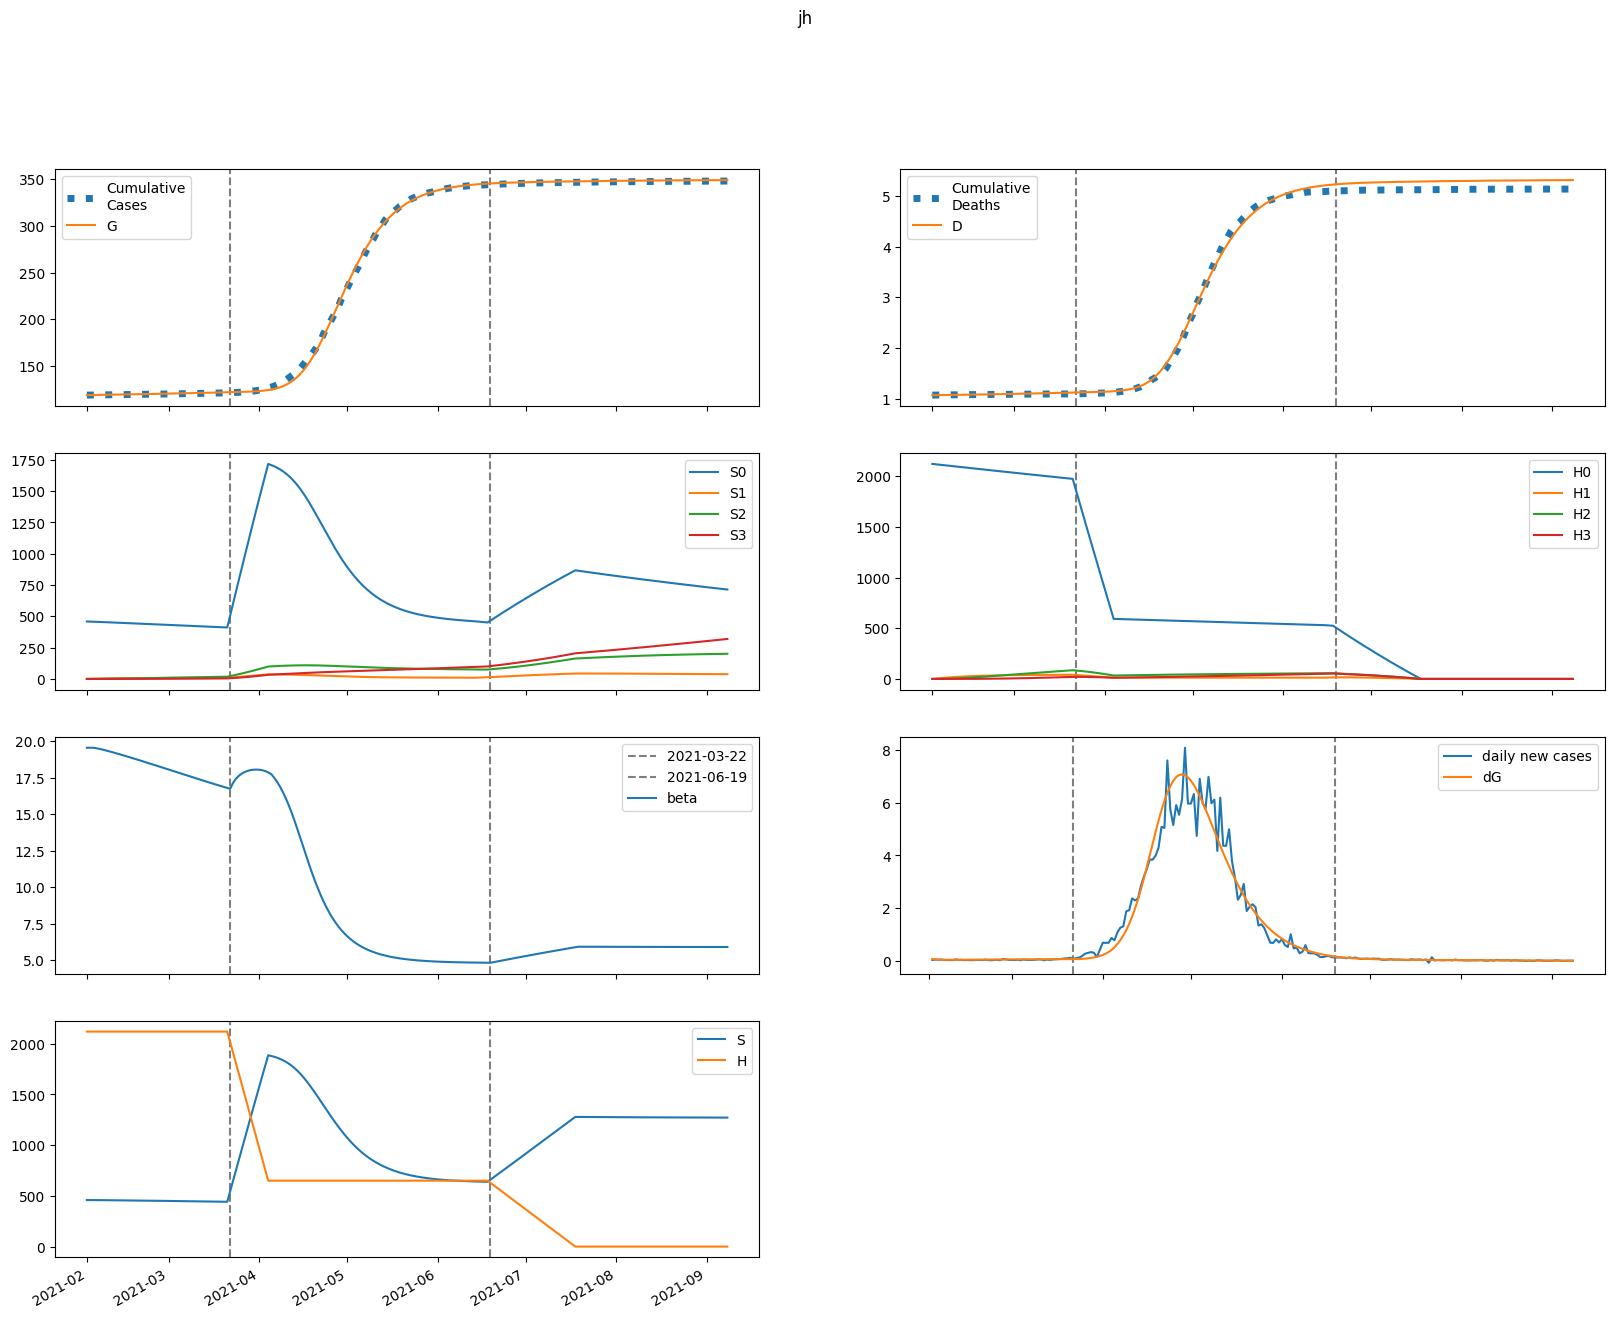 jh
Cumulative
Cases
G
350
300
250
200
150
Cumulative
Deaths
D
5
4
3
2
1
1750
1500
1250
1000
750
500
250
0
S0
S1
S2
S3
2000
1500
1000
500
0
H0
H1
H2
H3
20.0
17.5
15.0
12.5
10.0
7.5
5.0
2021-03-22
2021-06-19
beta
8
6
4
2
0
daily new cases
dG
2000
1500
1000
500
0
S
H
2021-02
2021-03
2021-04
2021-05
2021-06
2021-07
2021-08
2021-09